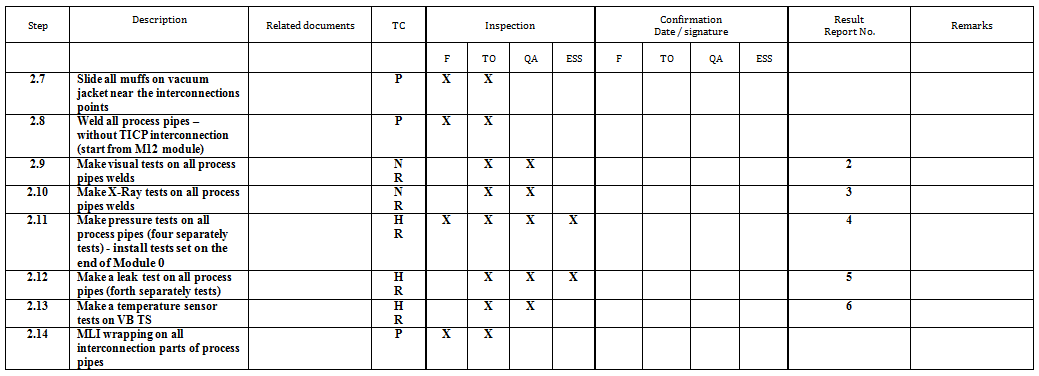 Step Description Related documents TC Inspection Confirmation Date / signature Result Report No. Remarks
F TO QA ESS F TO QA ESS
2.7 Slide all muffs on vacuum P X X
jacket near the interconnections
points
2.8 Weld all process pipes – P X X
without TICP interconnection
(start from M12 module)
2.9 Make visual tests on all process N X X 2
pipes welds R
2.10 Make X-Ray tests on all process N X X 3
pipes welds R
2.11 Make pressure tests on all H X X X X 4
process pipes (four separately R
tests) - install tests set on the
end of Module 0
2.12 Make a leak test on all process H X X X 5
pipes (forth separately tests) R
2.13 Make a temperature sensor H X X 6
tests on VB TS R
2.14 MLI wrapping on all P X X
interconnection parts of process
pipes